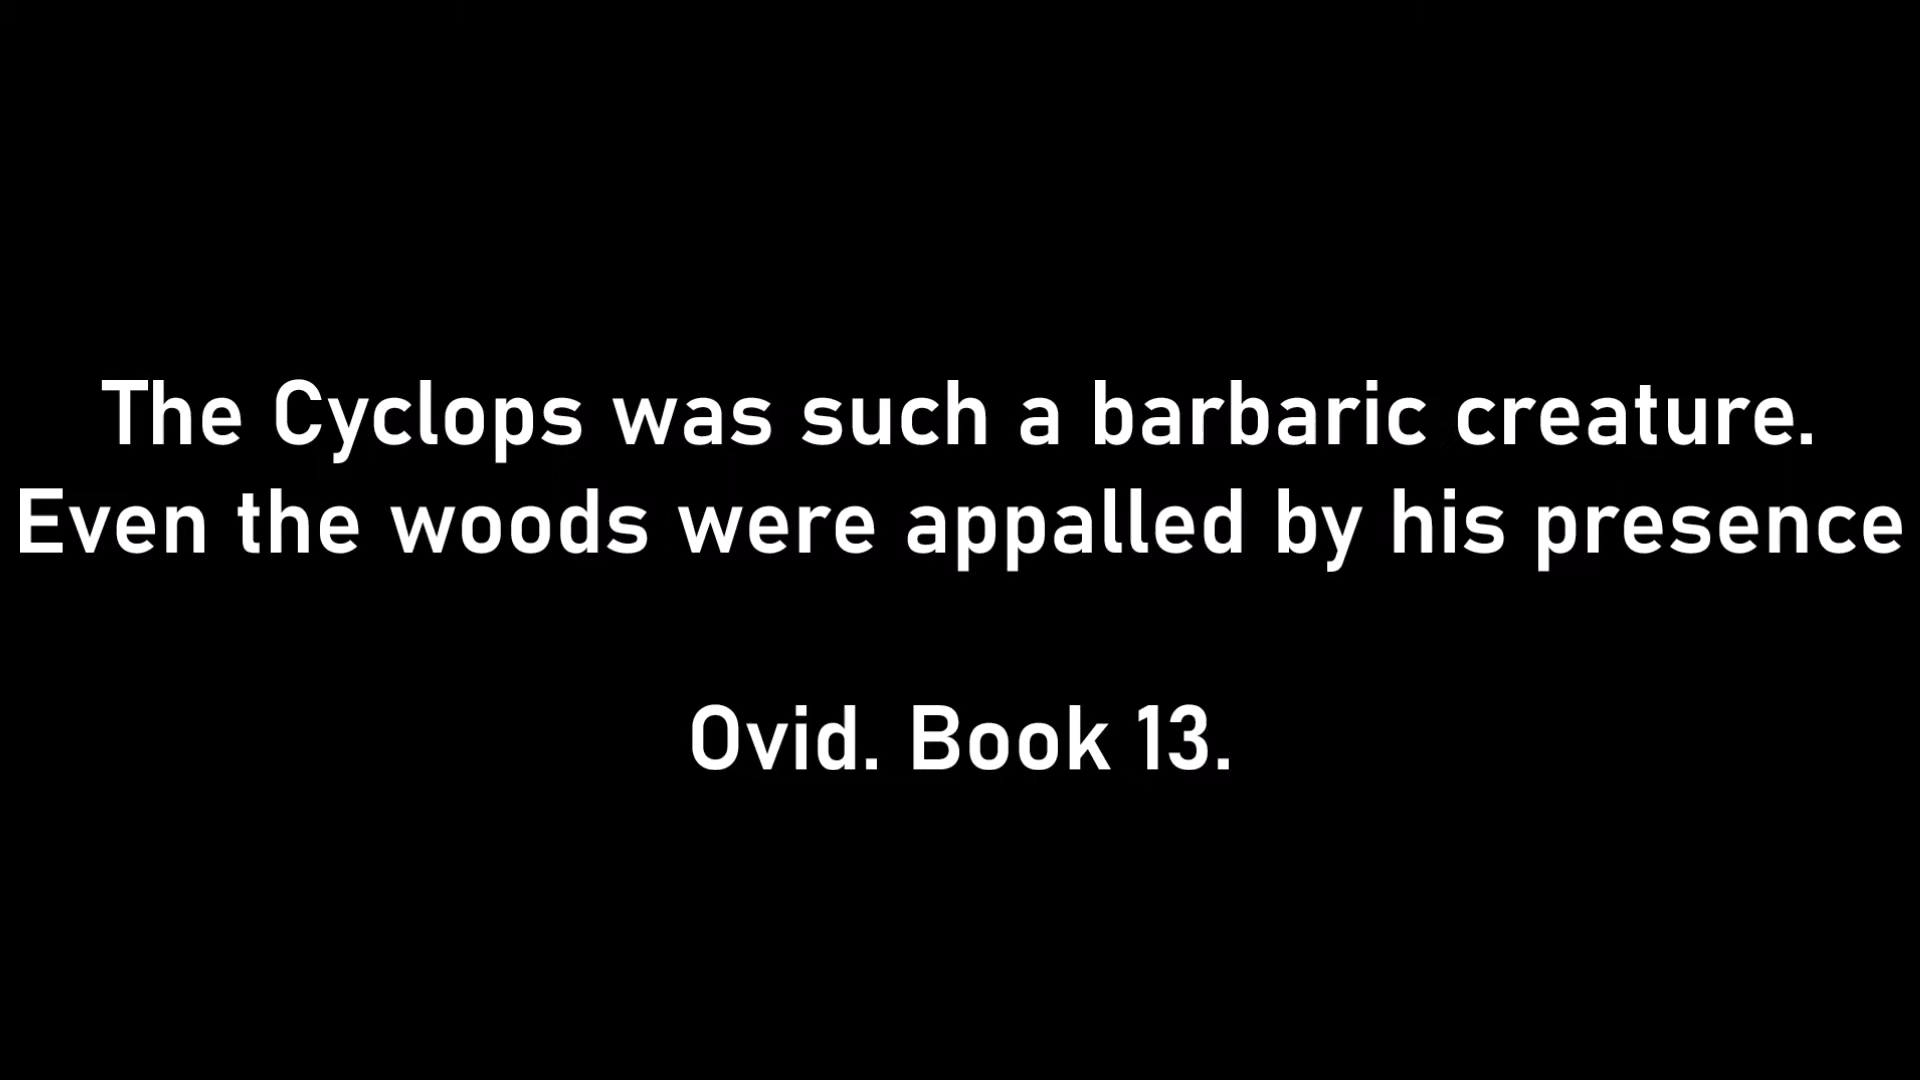 The Cyclops was such a barbaric creature.
Even the woods were appalled by his presence
Ovid. Book 13.